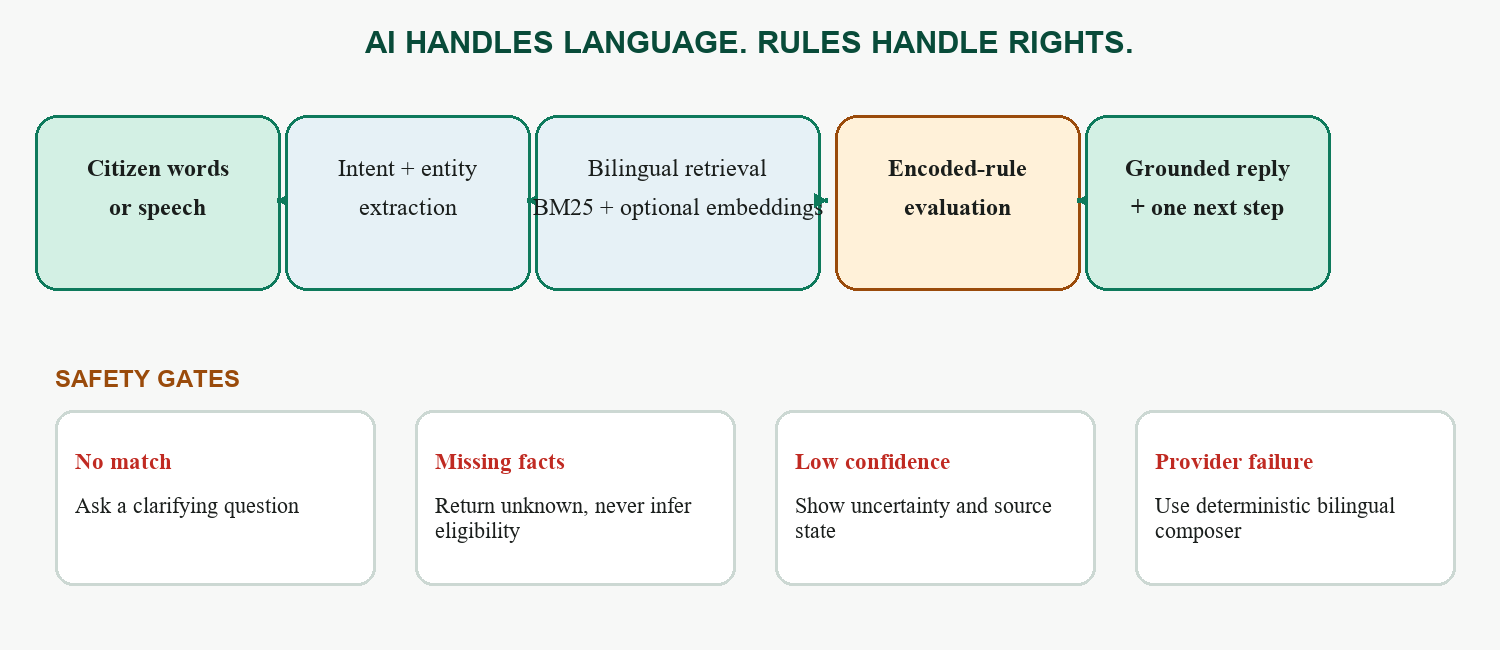 AI HANDLES LANGUAGE. RULES HANDLE RIGHTS.
Citizen words
or speech
Intent + entity
extraction
Bilingual retrieval
BM25 + optional embeddings
Encoded-rule
evaluation
Grounded reply
+ one next step
SAFETY GATES
No match
Ask a clarifying question
Missing facts
Return unknown, never infer
eligibility
Low confidence
Show uncertainty and source
state
Provider failure
Use deterministic bilingual
composer